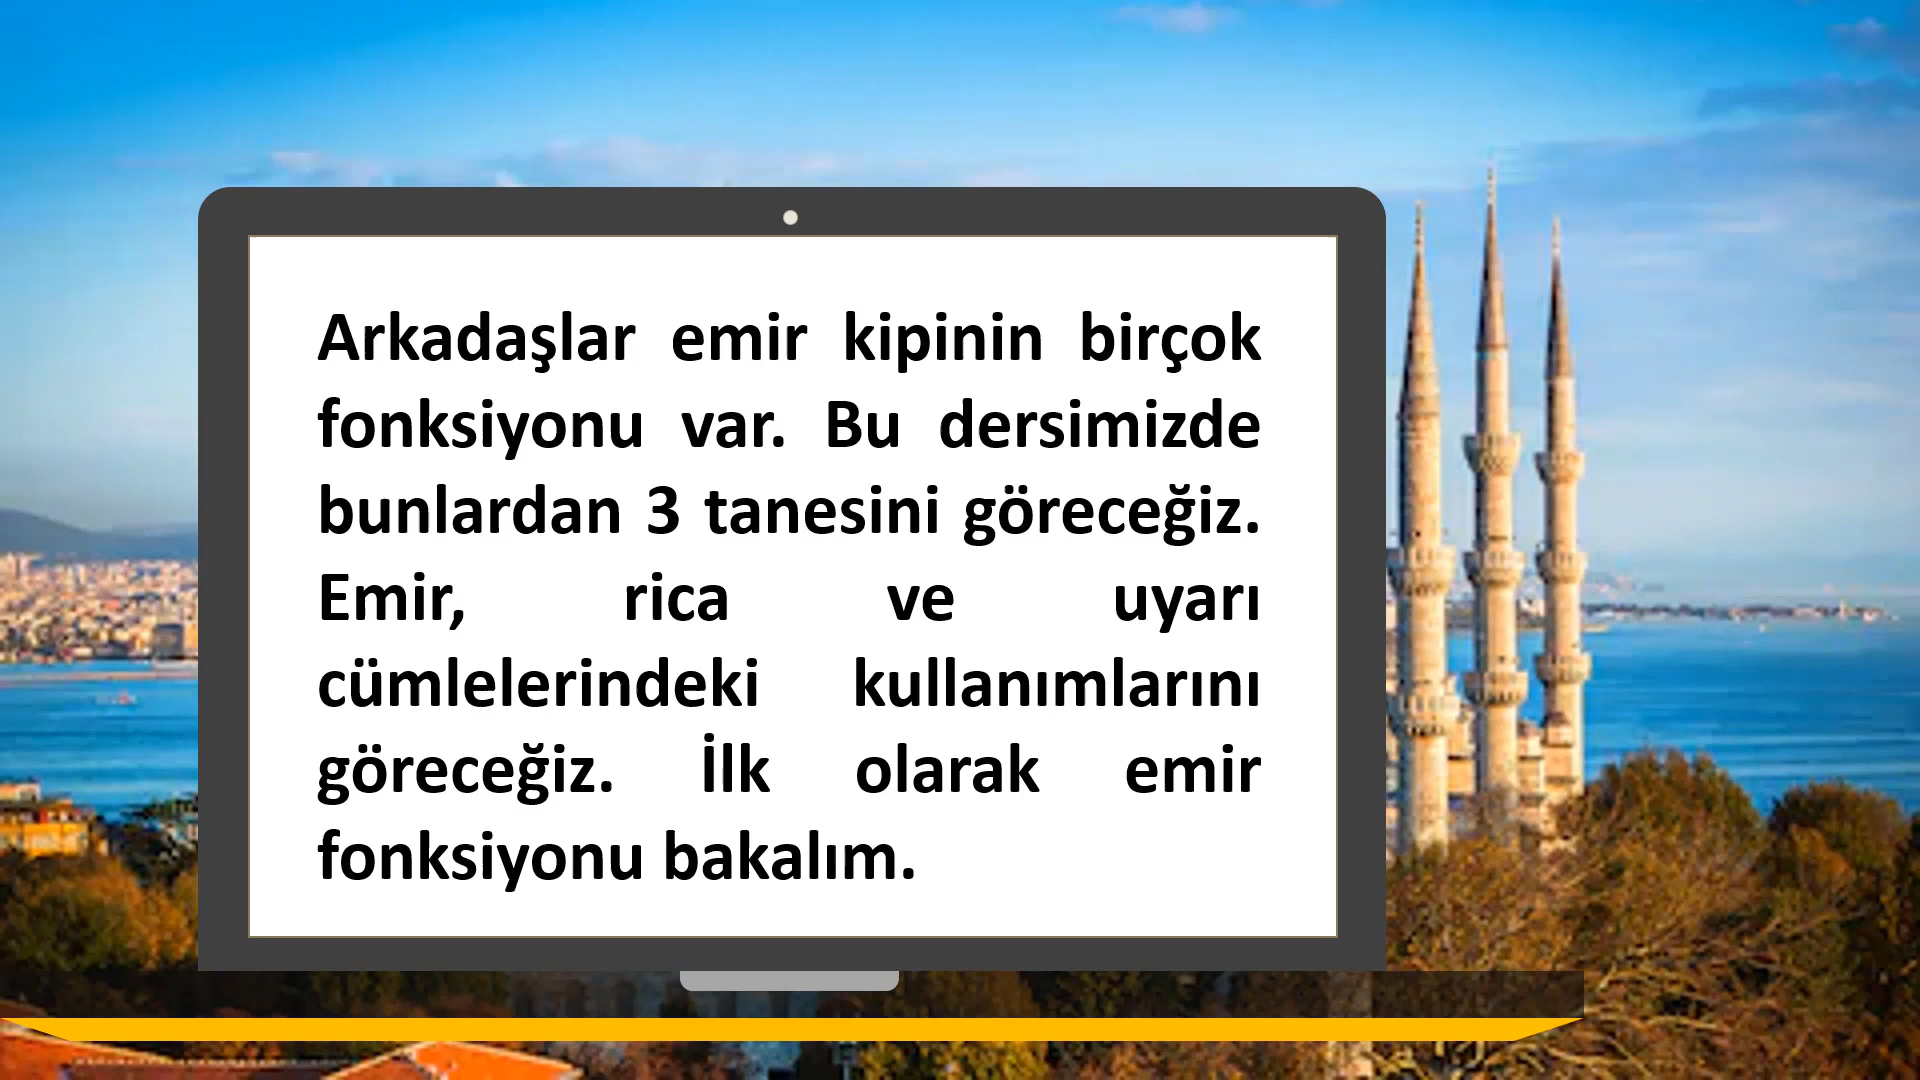 Arkadaşlar emir kipinin birçok
fonksiyonu var. Bu dersimizde
bunlardan 3 tanesini göreceğiz.
Emir, rica ve uyarı
cümlelerindeki kullanımlarını
göreceğiz. İlk olarak emir
fonksiyonu bakalım.